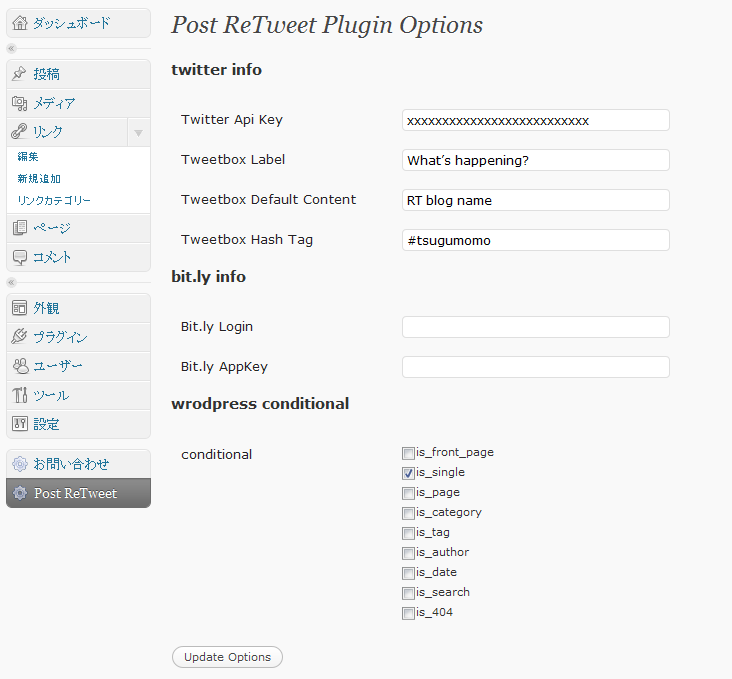 ダッシュボード
投稿
メディア
リンク
編集
新規追加
リンクカテゴリー
ページ
コメント
外観
プラグイン
ユーザー
ツール
設定
お問い合わせ
Post ReTweet
Post ReTweet Plugin Options
twitter info
Twitter Api Key xxxxxxxxxxxxxxxxxxxxxxxxxx
Tweetbox Label What's happening?
Tweetbox Default Content RT blog name
Tweetbox Hash Tag #tsugumomo
bit.ly info
Bit.ly Login
Bit.ly AppKey
wrodpress conditional
conditional
is_front_page
is_single
is_page
is_category
is_tag
is_author
is_date
is_search
is_404
Update Options